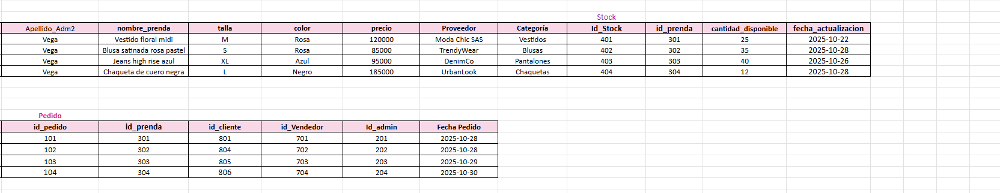 Stock
Apellido_Adm2 nombre_prenda talla color precio Proveedor Categoría Id_Stock id_prenda cantidad_disponible fecha_actualizacion
Vega Vestido floral midi M Rosa 120000 Moda Chic SAS Vestidos 401 301 25 2025-10-22
Vega Blusa satinada rosa pastel S Rosa 85000 TrendyWear Blusas 402 302 35 2025-10-28
Vega Jeans high rise azul XL Azul 95000 DenimCo Pantalones 403 303 40 2025-10-26
Vega Chaqueta de cuero negra L Negro 185000 UrbanLook Chaquetas 404 304 12 2025-10-28
Pedido
id_pedido id_prenda id_cliente id_Vendedor Id_admin Fecha Pedido
101 301 801 701 201 2025-10-28
102 302 804 702 202 2025-10-28
103 303 805 703 203 2025-10-29
104 304 806 704 204 2025-10-30